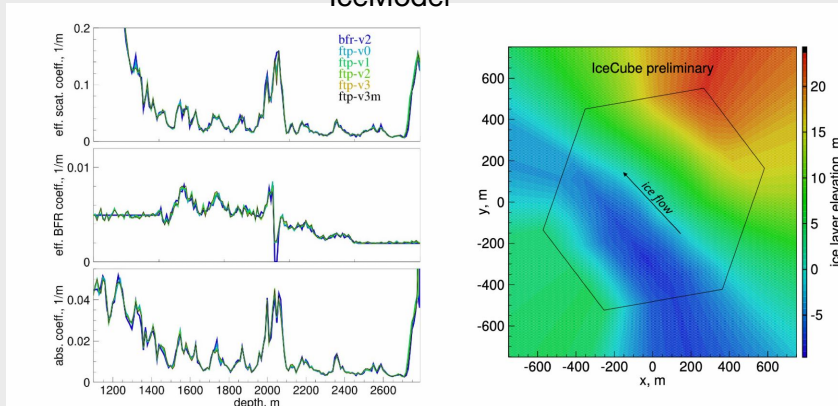 IceModel
0.2
0.1
0
eff. scat. coeff., 1/m
bfr-v2
ftp-v0
ftp-v1
ftp-v2
ftp-v3
ftp-v3m
0.01
0
eff. BFR coeff., 1/m
0.04
0.02
0
abs. coeff., 1/m
1200 1400 1600 1800 2000 2200 2400 2600
depth, m
IceCube preliminary
ice flow
600
400
200
0
-200
-400
-600
y, m
-600 -400 -200 0 200 400 600
x, m
20
15
10
5
0
-5
ice layer elevation, m